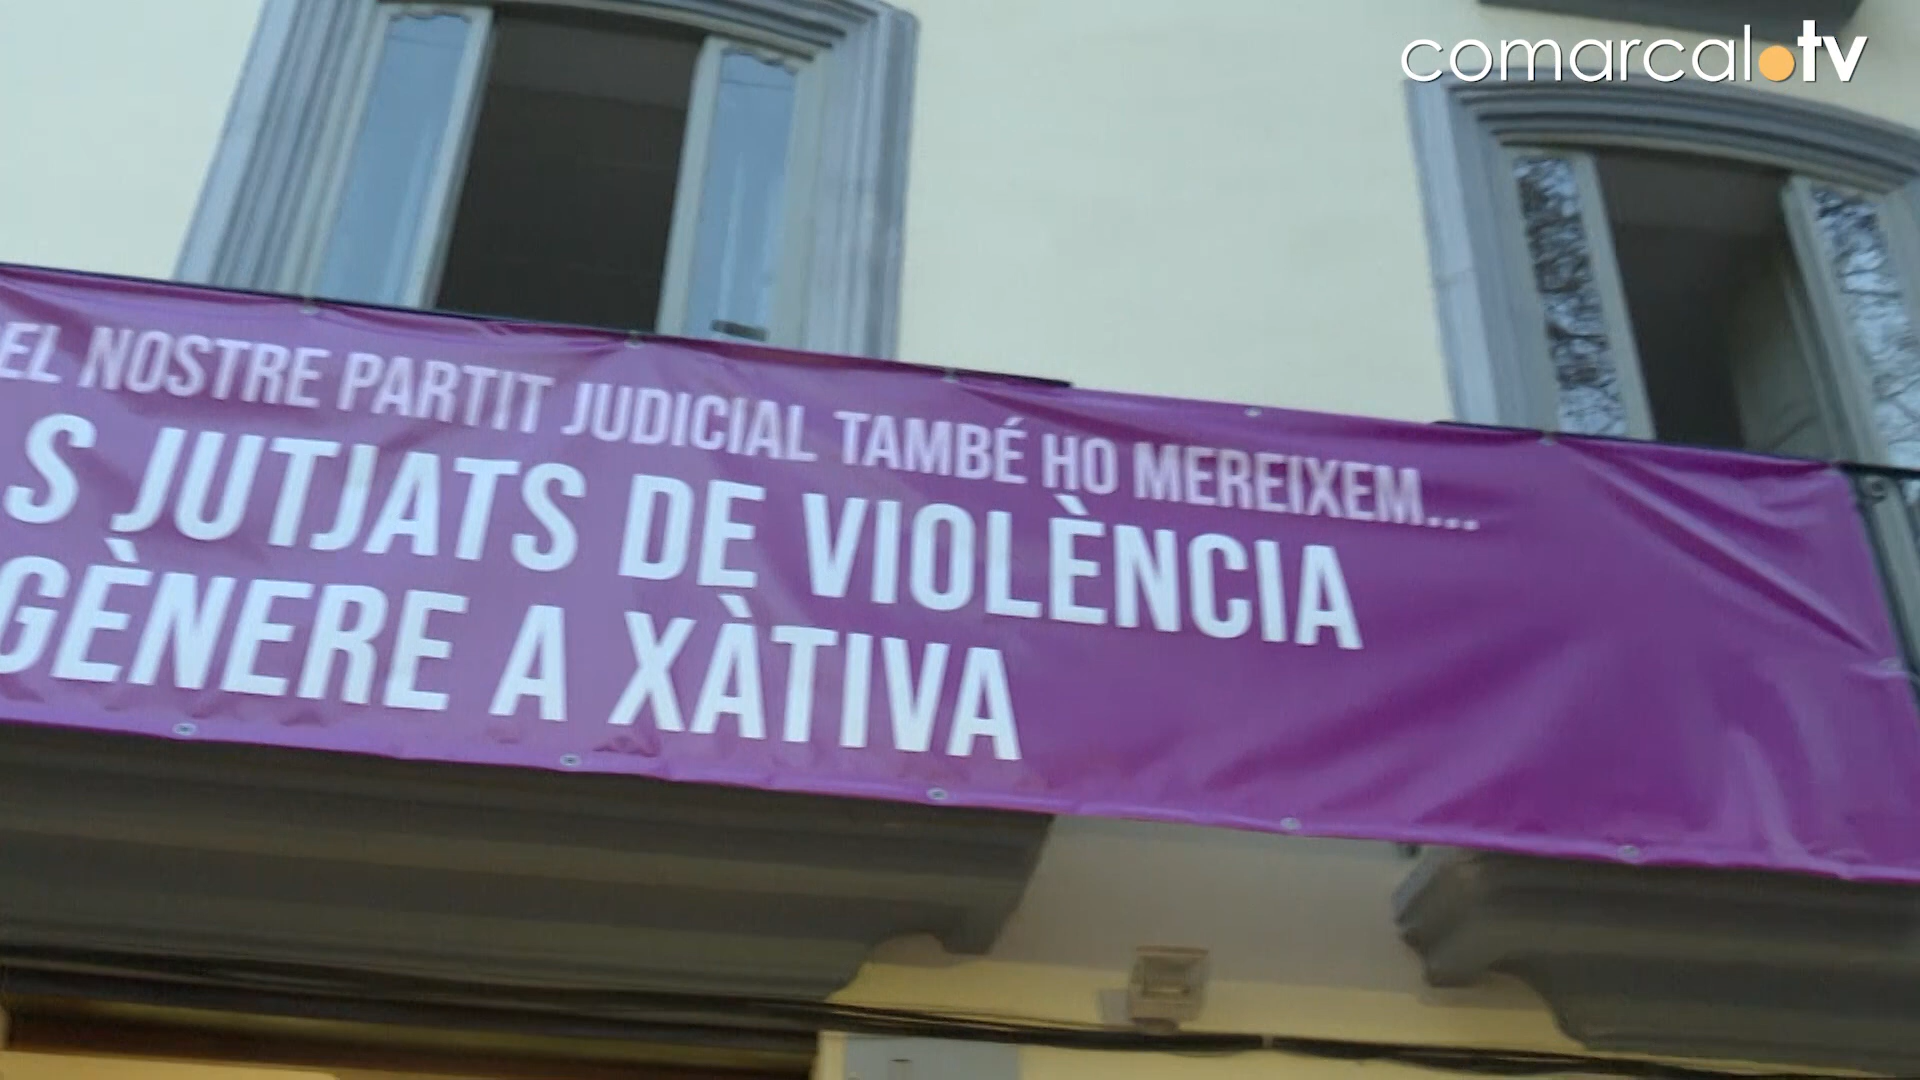 comarcal.tv
EL NOSTRE PARTIT JUDICIAL TAMBÉ HO MEREIXEM...
S JUTJATS DE VIOLÈNCIA
GÈNERE A XÀTIVA